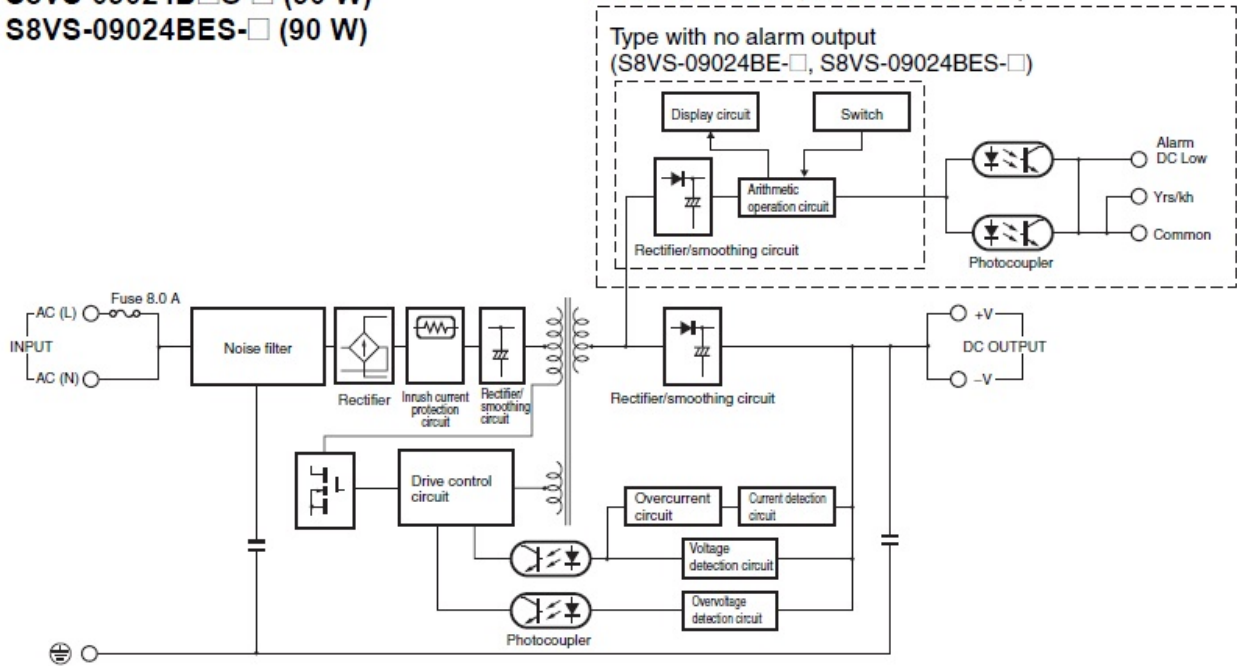 S8VS-09024BES-□ (90 W)
Type with no alarm output
(S8VS-09024BE-□, S8VS-09024BES-□)
Display circuit
Switch
Arithmetic
operation circuit
Rectifier/smoothing circuit
Alarm
DC Low
Yrs/kh
Common
Photocoupler
AC (L)
Fuse 8.0 A
INPUT
AC (N)
Noise filter
Rectifier
Inrush current
protection
circuit
Rectifier/
smoothing
circuit
Rectifier/smoothing circuit
+V
DC OUTPUT
–V
Drive control
circuit
Overcurrent
circuit
Current detection
circuit
Voltage
detection circuit
Overvoltage
detection circuit
Photocoupler